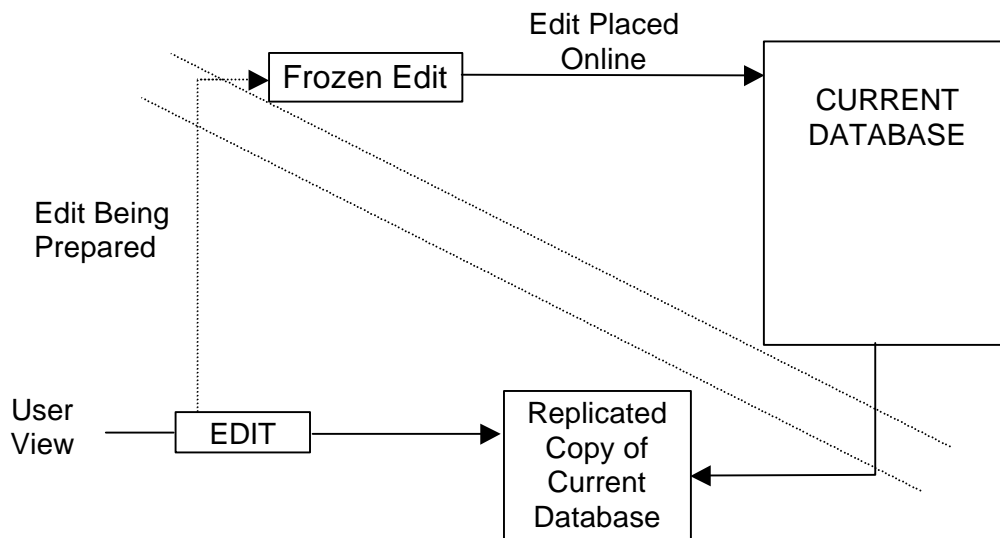 Edit Placed
Online
Frozen Edit
CURRENT
DATABASE
Edit Being
Prepared
User
View
EDIT
Replicated
Copy of
Current
Database